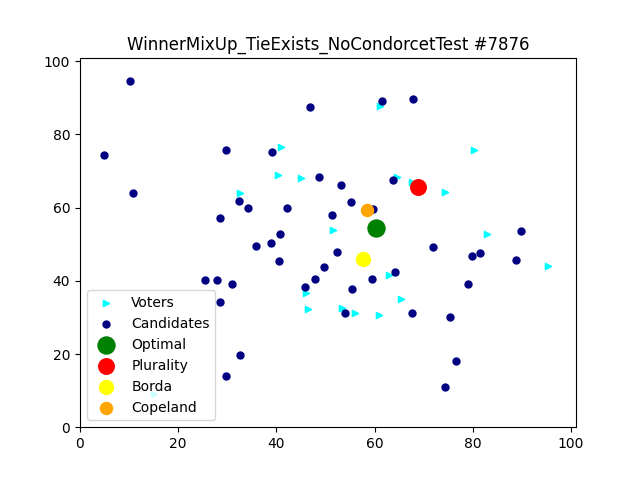 WinnerMixUp_TieExists_NoCondorcetTest #7876
100
80
60
40
20
0
Voters
Candidates
Optimal
Plurality
Borda
Copeland
0 20 40 60 80 100